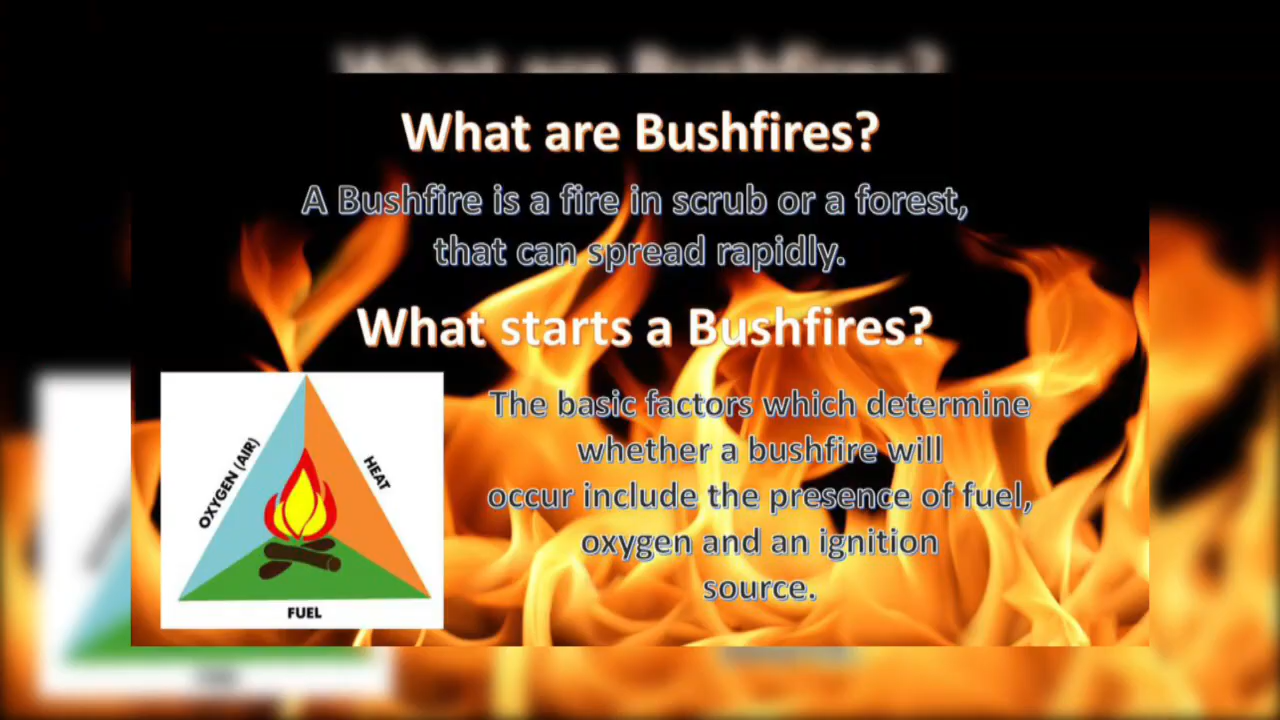 What are Bushfires?
A Bushfire is a fire in scrub or a forest,
that can spread rapidly.
What starts a Bushfires?
OXYGEN (AIR)
HEAT
FUEL
The basic factors which determine
whether a bushfire will
occur include the presence of fuel,
oxygen and an ignition
source.